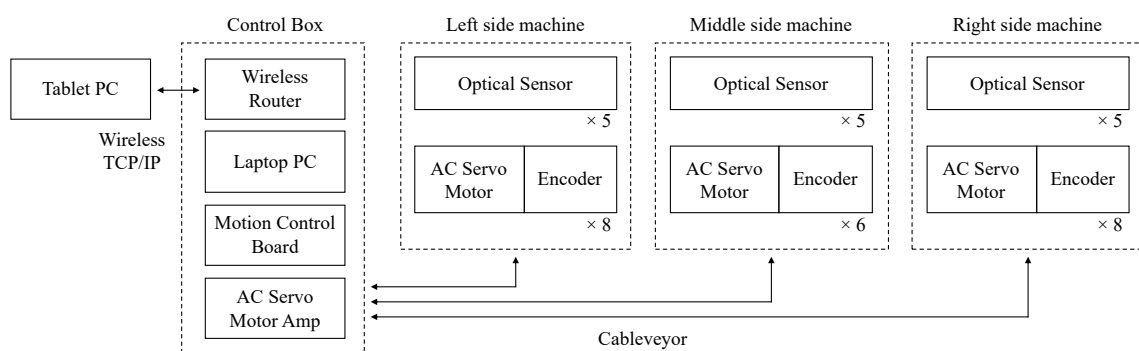 Control Box
Left side machine
Middle side machine
Right side machine
Tablet PC
Wireless
TCP/IP
Wireless
Router
Laptop PC
Motion Control
Board
AC Servo
Motor Amp
Optical Sensor
× 5
AC Servo
Motor
Encoder
× 8
Optical Sensor
× 5
AC Servo
Motor
Encoder
× 6
Optical Sensor
× 5
AC Servo
Motor
Encoder
× 8
Cableveyor